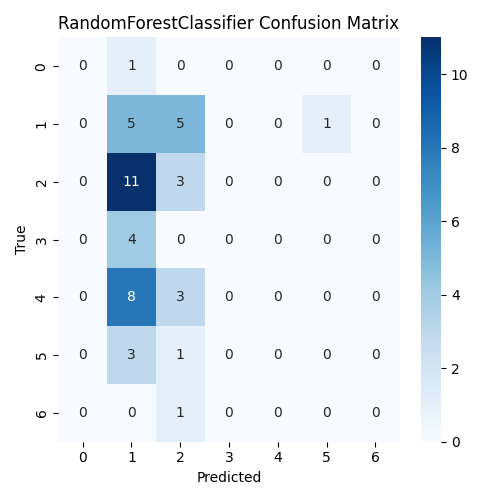 RandomForestClassifier Confusion Matrix
0 0 1 0 0 0 0 0
1 0 5 5 0 0 1 0
2 0 11 3 0 0 0 0
3 0 4 0 0 0 0 0
4 0 8 3 0 0 0 0
5 0 3 1 0 0 0 0
6 0 0 1 0 0 0 0
0 1 2 3 4 5 6
Predicted
True
10
8
6
4
2
0